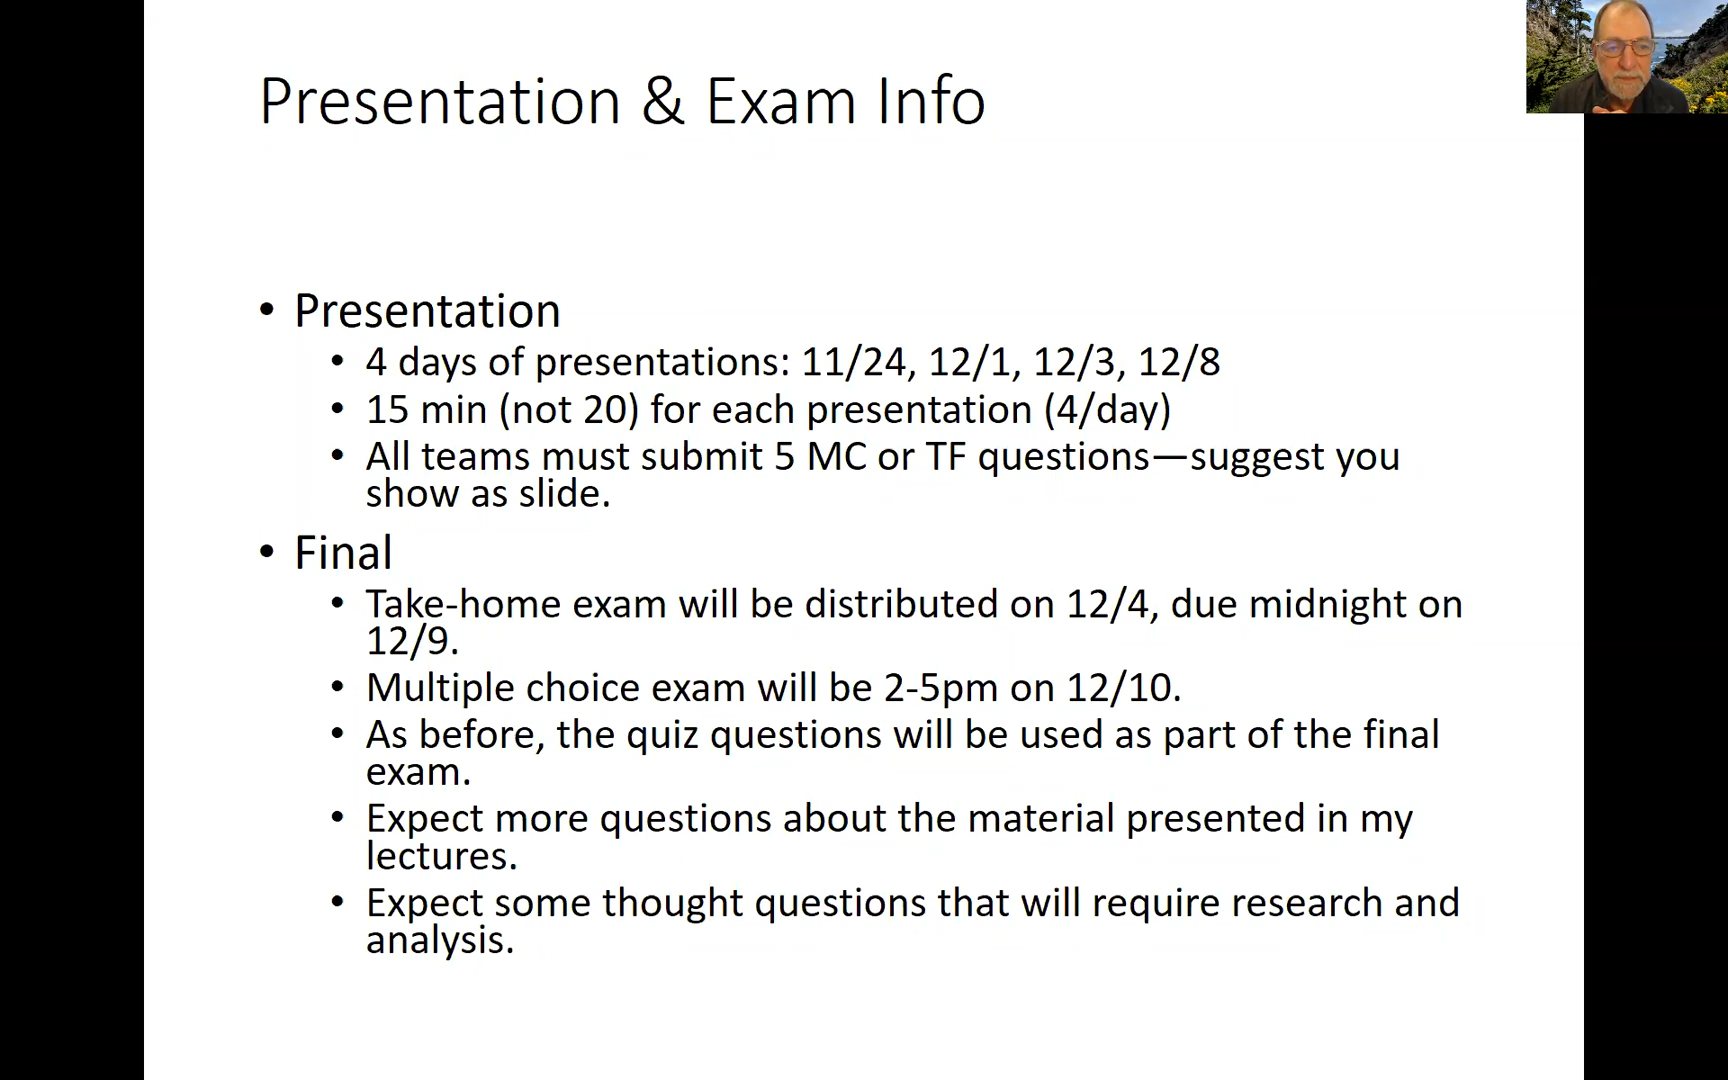 Presentation & Exam Info
• Presentation
• 4 days of presentations: 11/24, 12/1, 12/3, 12/8
• 15 min (not 20) for each presentation (4/day)
• All teams must submit 5 MC or TF questions—suggest you
show as slide.
• Final
• Take-home exam will be distributed on 12/4, due midnight on
12/9.
• Multiple choice exam will be 2-5pm on 12/10.
• As before, the quiz questions will be used as part of the final
exam.
• Expect more questions about the material presented in my
lectures.
• Expect some thought questions that will require research and
analysis.